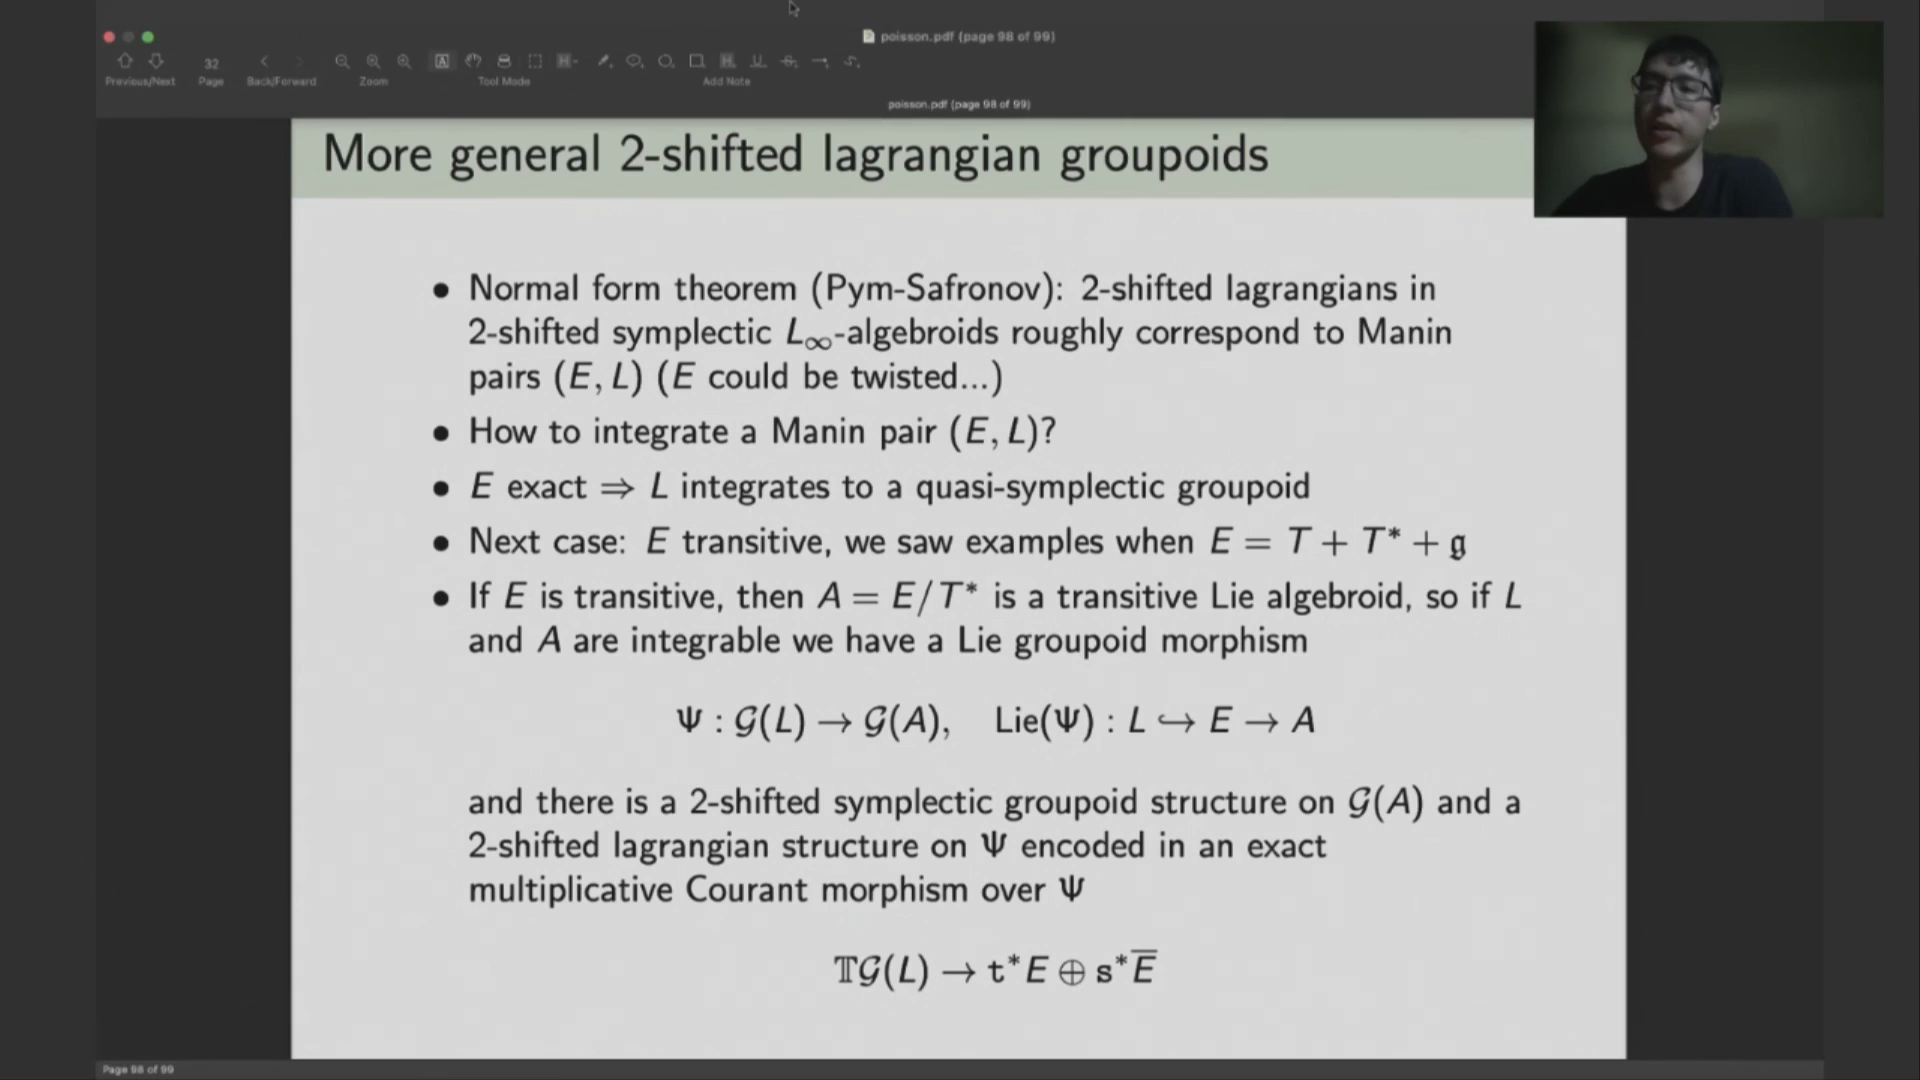 poisson.pdf (page 98 of 99)
32
Previous/Next Page Back/Forward Zoom Tool Mode Add Note
poisson.pdf (page 98 of 99)
More general 2-shifted lagrangian groupoids
• Normal form theorem (Pym-Safronov): 2-shifted lagrangians in
2-shifted symplectic L∞-algebroids roughly correspond to Manin
pairs (E, L) (E could be twisted...)
• How to integrate a Manin pair (E, L)?
• E exact ⇒ L integrates to a quasi-symplectic groupoid
• Next case: E transitive, we saw examples when E = T + T* + 𝔤
• If E is transitive, then A = E/T* is a transitive Lie algebroid, so if L
and A are integrable we have a Lie groupoid morphism
Ψ : 𝒢(L) → 𝒢(A), Lie(Ψ) : L ↪ E → A
and there is a 2-shifted symplectic groupoid structure on 𝒢(A) and a
2-shifted lagrangian structure on Ψ encoded in an exact
multiplicative Courant morphism over Ψ
𝕋𝒢(L) → t*E ⊕ s*E̅
Page 98 of 99